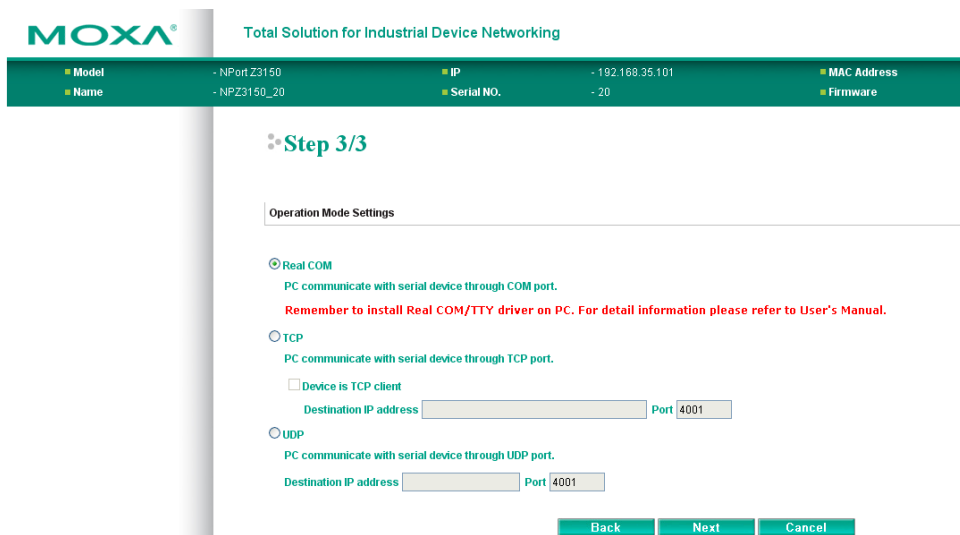 MOXA® Total Solution for Industrial Device Networking
Model - NPort Z3150 IP - 192.168.35.101 MAC Address
Name - NPZ3150_20 Serial NO. - 20 Firmware
Step 3/3
Operation Mode Settings
Real COM
PC communicate with serial device through COM port.
Remember to install Real COM/TTY driver on PC. For detail information please refer to User's Manual.
TCP
PC communicate with serial device through TCP port.
Device is TCP client
Destination IP address Port 4001
UDP
PC communicate with serial device through UDP port.
Destination IP address Port 4001
Back Next Cancel